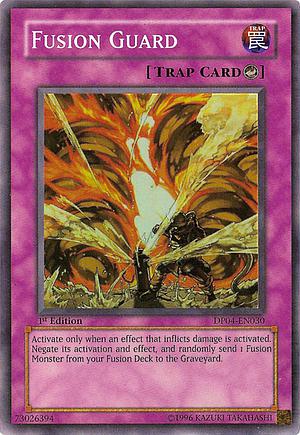 FUSION GUARD
TRAP
罠
[TRAP CARD]
1st Edition
DP04-EN030
Activate only when an effect that inflicts damage is activated.
Negate its activation and effect, and randomly send 1 Fusion
Monster from your Fusion Deck to the Graveyard.
73026394
©1996 KAZUKI TAKAHASHI